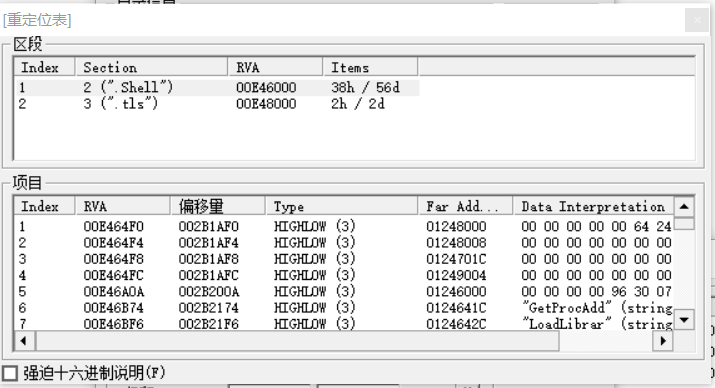 [重定位表]
×
区段
Index Section RVA Items
1 2 (".Shell") 00E46000 38h / 56d
2 3 (".tls") 00E48000 2h / 2d
项目
Index RVA 偏移量 Type Far Add... Data Interpretation
1 00E464F0 002B1AF0 HIGHLOW (3) 01248000 00 00 00 00 00 64 24
2 00E464F4 002B1AF4 HIGHLOW (3) 01248008 00 00 00 00 00 00 00
3 00E464F8 002B1AF8 HIGHLOW (3) 0124701C 00 00 00 00 00 00 00
4 00E464FC 002B1AFC HIGHLOW (3) 01249004 00 00 00 00 00 00 00
5 00E46A0A 002B200A HIGHLOW (3) 01246000 00 00 00 00 96 30 07
6 00E46B74 002B2174 HIGHLOW (3) 0124641C "GetProcAdd" (string
7 00E46BF6 002B21F6 HIGHLOW (3) 0124642C "LoadLibrar" (string
强迫十六进制说明(F)